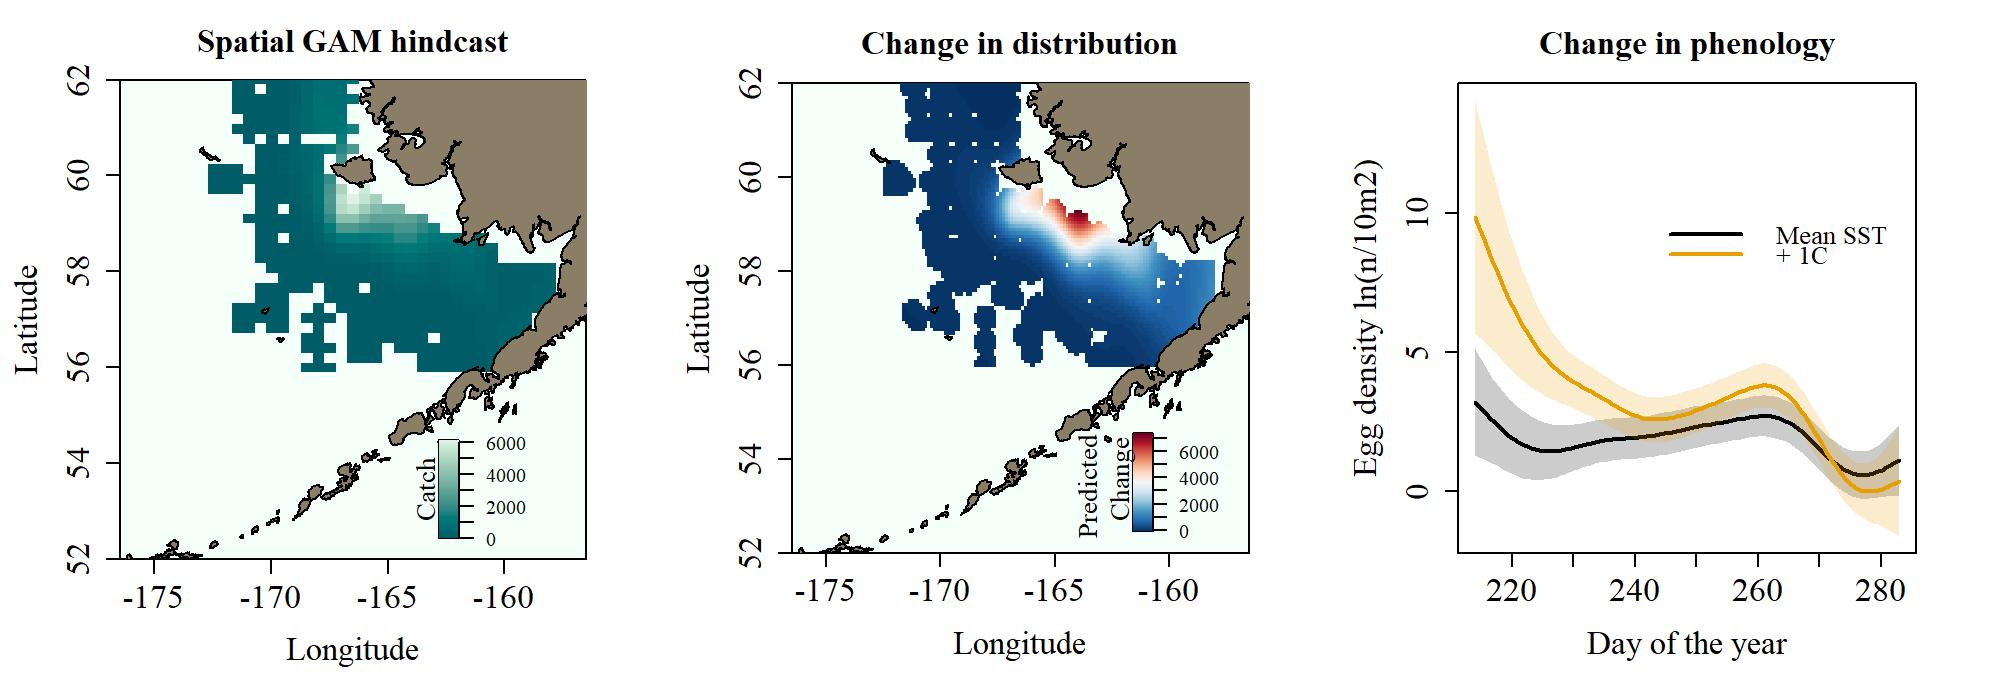 Spatial GAM hindcast
Latitude
62
60
58
56
54
52
-175
-170
-165
-160
Longitude
Catch
6000
4000
2000
0
Change in distribution
Latitude
62
60
58
56
54
52
-175
-170
-165
-160
Longitude
Predicted
Change
6000
4000
2000
0
Change in phenology
Egg density ln(n/10m2)
10
5
0
Mean SST
+ 1C
220
240
260
280
Day of the year